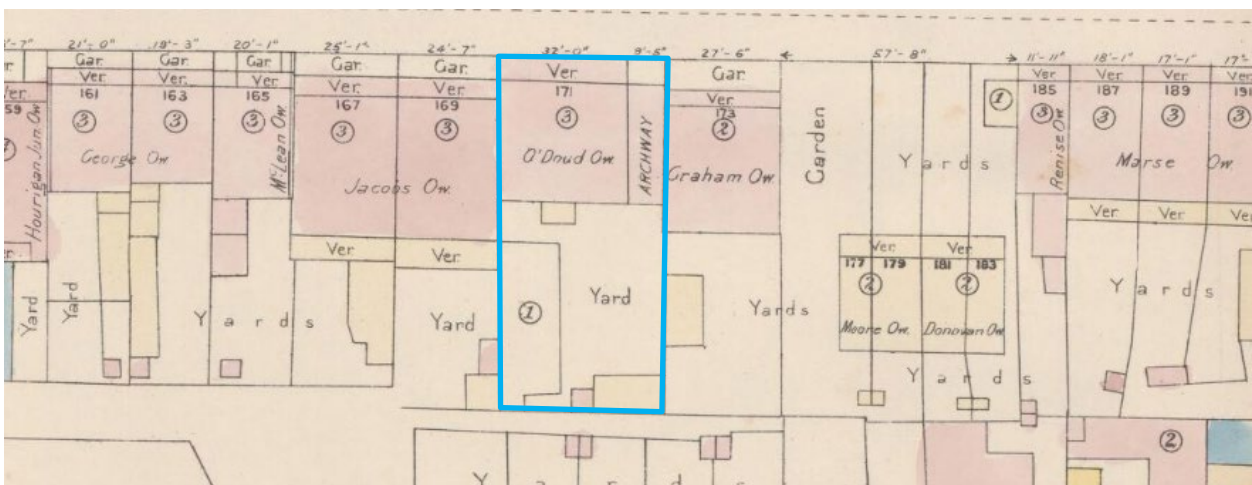 21'-0" 19'-3" 20'-1" 25'-1" 24'-7" 32'-0" 9'-5" 27'-6" 57'-8" 11'-11" 18'-1" 17'-1"
Gar. Gar. Gar. Gar. Gar. Ver. Gar. Ver. Ver. Ver.
Ver. Ver. Ver. Ver. Ver. Ver.
161 163 165 167 169 171 173 185 187 189 191
3 3 3 3 3 3 2 1 3 3 3 3
Hourigan Jun. Ow.
George Ow.
McLean Ow.
Jacobs Ow.
O'Doud Ow.
ARCHWAY
Graham Ow.
Garden
Yards
Renise Ow.
Marse Ow.
Ver. Ver. Ver. Ver. Ver. Ver. Ver.
177 179 181 183
2 2
Moore Ow. Donovan Ow.
Yard
Yard
Yards
Yard
1
Yard
Yards
Yards
Yards
2
Yards